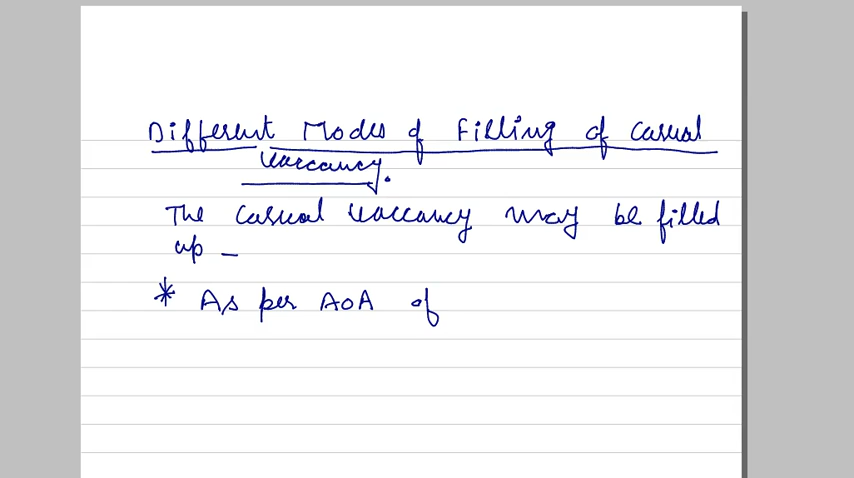 Different Modes of Filling of Casual
Vaccancy.
The Casual Vaccancy may be filled
up -
* As per AOA of